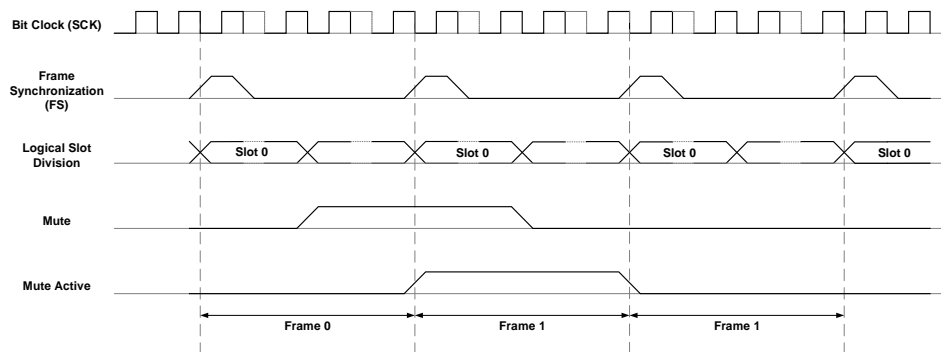 Bit Clock (SCK)
Frame
Synchronization
(FS)
Logical Slot
Division
Slot 0
Slot 0
Slot 0
Slot 0
Mute
Mute Active
Frame 0
Frame 1
Frame 1